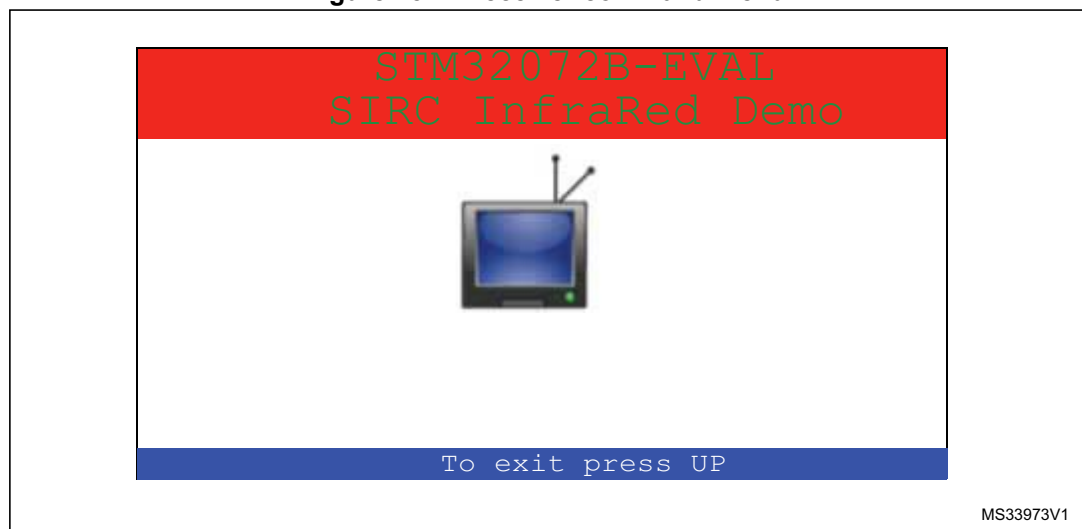 STM32072B-EVAL
SIRC InfraRed Demo
To exit press UP
MS33973V1